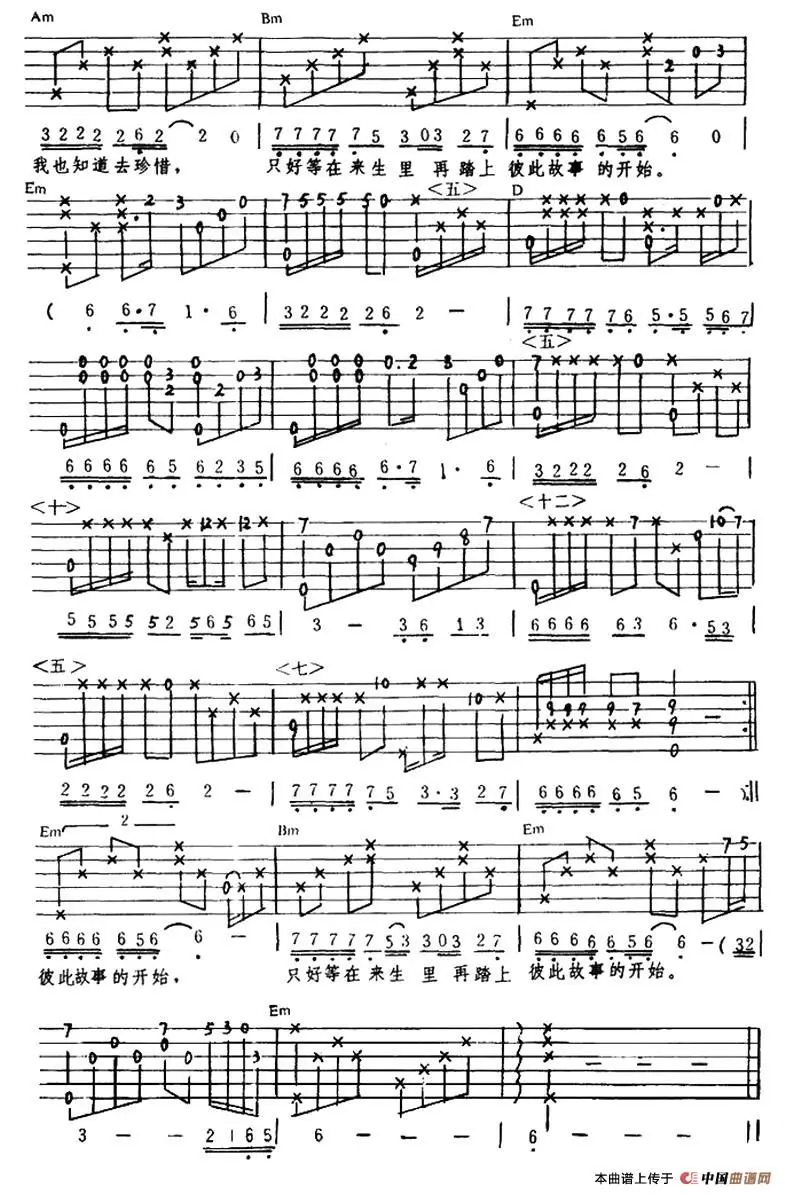 Am Bm Em
3222 262 2 0 | 7777 75 303 27 | 6666 656 6 0
我也知道去珍惜， 只好等在来生里再踏上彼此故事的开始。
Em <五> D
( 6 6·7 1·6 | 3222 26 2 - | 7777 76 5·5 567
<五>
6666 65 6235 | 6666 6·7 1·6 | 3222 26 2 - |
<十> <十二>
5555 52 565 65 | 3 - 36 13 | 6666 63 6·53
<五> <七>
2222 26 2 - | 7777 75 3·3 27 | 6666 65 6 -
Em 2 Bm Em
6666 656 6 - | 77777 53 303 27 | 6666 656 6 -(32
彼此故事的开始， 只好等在来生里再踏上彼此故事的开始。
Em
3 - - 2165 | 6 - - - | 6 - - - ||
本曲谱上传于 中国曲谱网